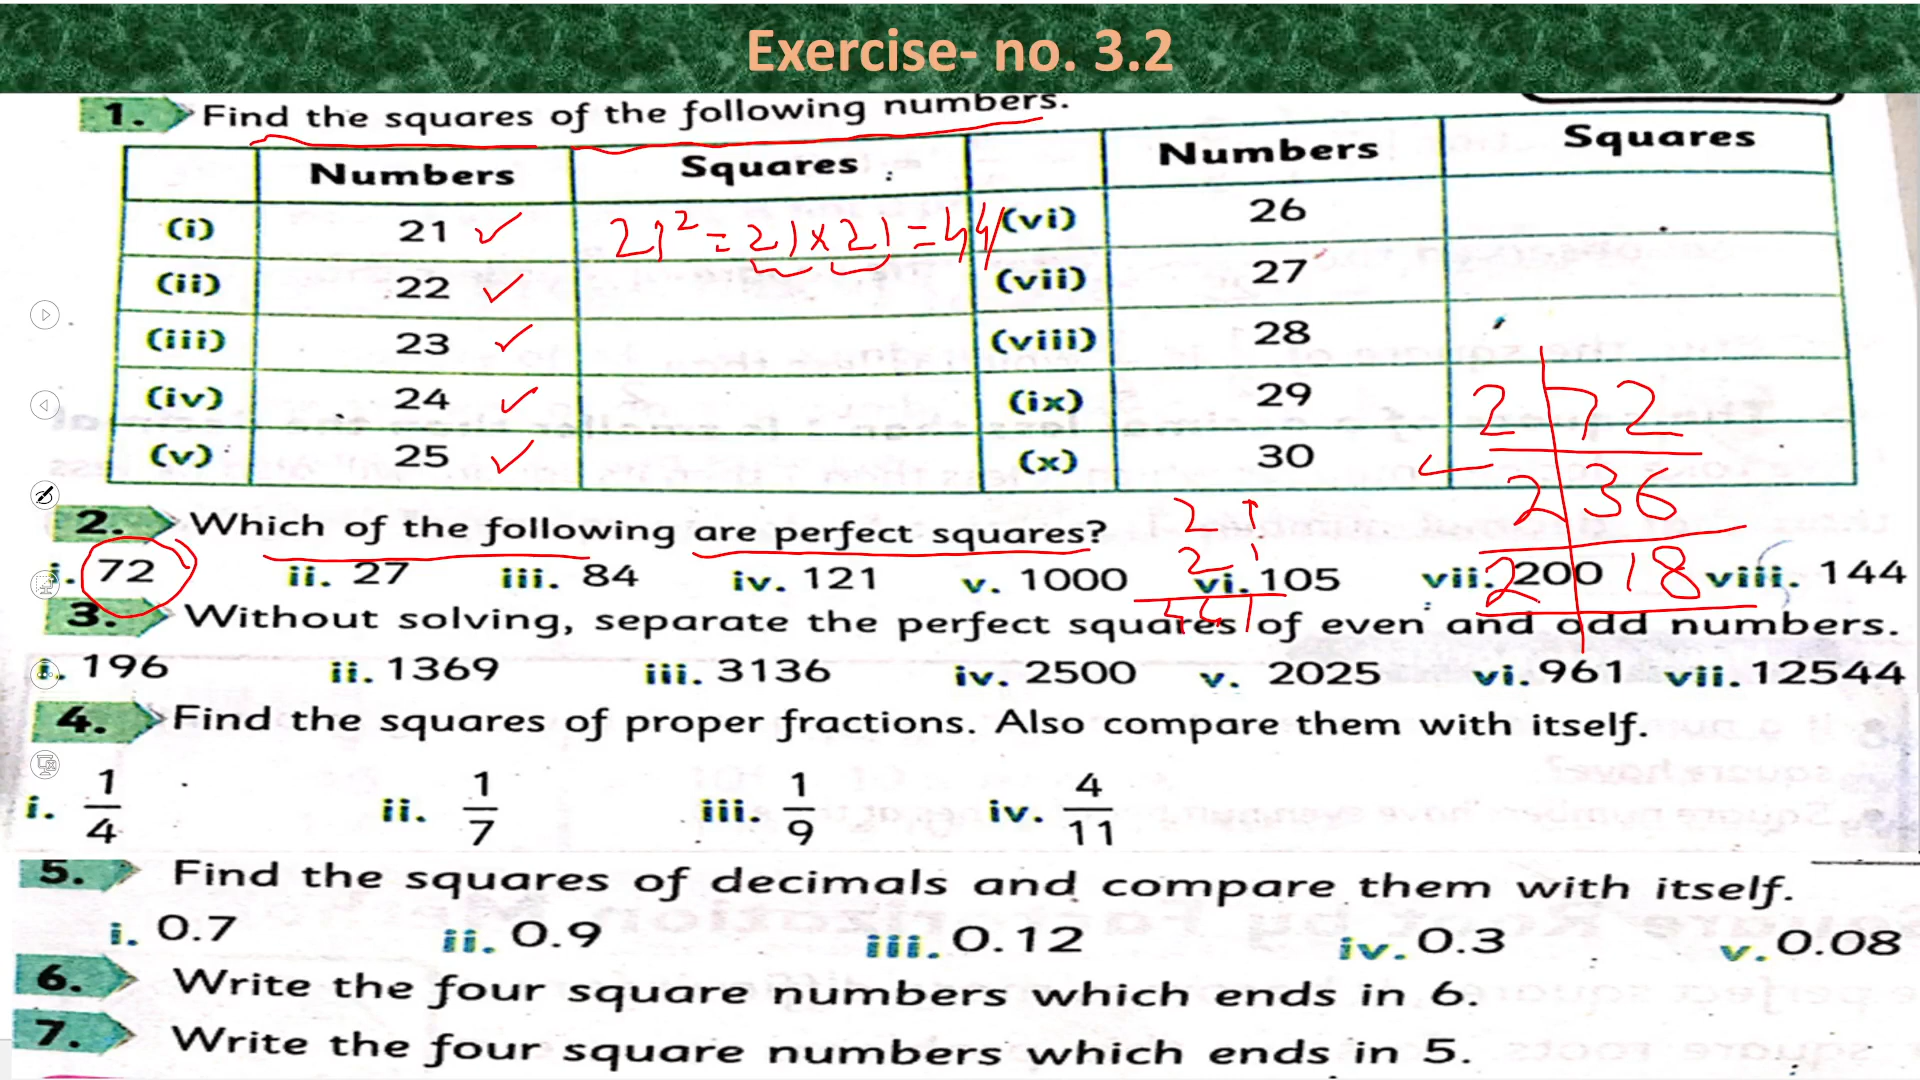 Exercise- no. 3.2
1. Find the squares of the following numbers.
Numbers Squares Numbers Squares
(i) 21 21² = 21 x 21 = 441 (vi) 26
(ii) 22 (vii) 27
(iii) 23 (viii) 28
(iv) 24 (ix) 29
(v) 25 (x) 30
2 72
2 36
2 18
21
21
441
2. Which of the following are perfect squares?
i. 72 ii. 27 iii. 84 iv. 121 v. 1000 vi. 105 vii. 200 viii. 144
3. Without solving, separate the perfect squares of even and odd numbers.
i. 196 ii. 1369 iii. 3136 iv. 2500 v. 2025 vi. 961 vii. 12544
4. Find the squares of proper fractions. Also compare them with itself.
i. 1/4 ii. 1/7 iii. 1/9 iv. 4/11
5. Find the squares of decimals and compare them with itself.
i. 0.7 ii. 0.9 iii. 0.12 iv. 0.3 v. 0.08
6. Write the four square numbers which ends in 6.
7. Write the four square numbers which ends in 5.